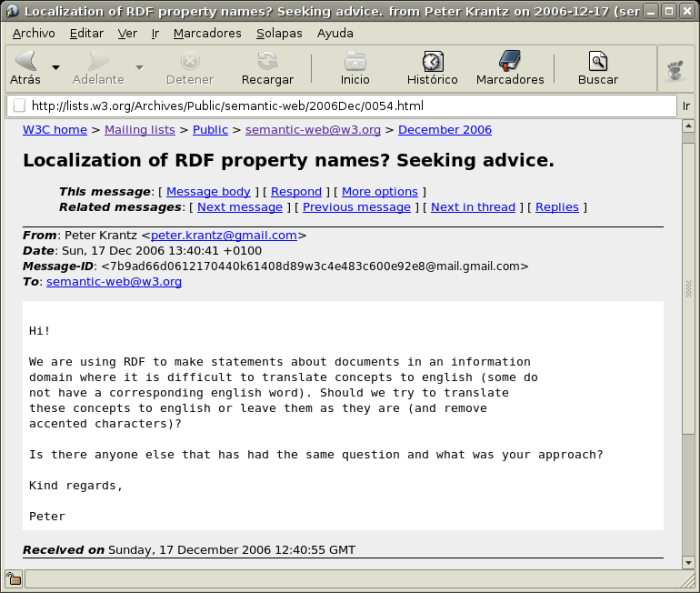 Localization of RDF property names? Seeking advice. from Peter Krantz on 2006-12-17 (ser
Archivo Editar Ver Ir Marcadores Solapas Ayuda
Atrás Adelante Detener Recargar Inicio Histórico Marcadores Buscar
http://lists.w3.org/Archives/Public/semantic-web/2006Dec/0054.html Ir
W3C home > Mailing lists > Public > semantic-web@w3.org > December 2006
Localization of RDF property names? Seeking advice.
This message: [ Message body ] [ Respond ] [ More options ]
Related messages: [ Next message ] [ Previous message ] [ Next in thread ] [ Replies ]
From: Peter Krantz <peter.krantz@gmail.com>
Date: Sun, 17 Dec 2006 13:40:41 +0100
Message-ID: <7b9ad66d0612170440k61408d89w3c4e483c600e92e8@mail.gmail.com>
To: semantic-web@w3.org
Hi!
We are using RDF to make statements about documents in an information
domain where it is difficult to translate concepts to english (some do
not have a corresponding english word). Should we try to translate
these concepts to english or leave them as they are (and remove
accented characters)?
Is there anyone else that has had the same question and what was your approach?
Kind regards,
Peter
Received on Sunday, 17 December 2006 12:40:55 GMT